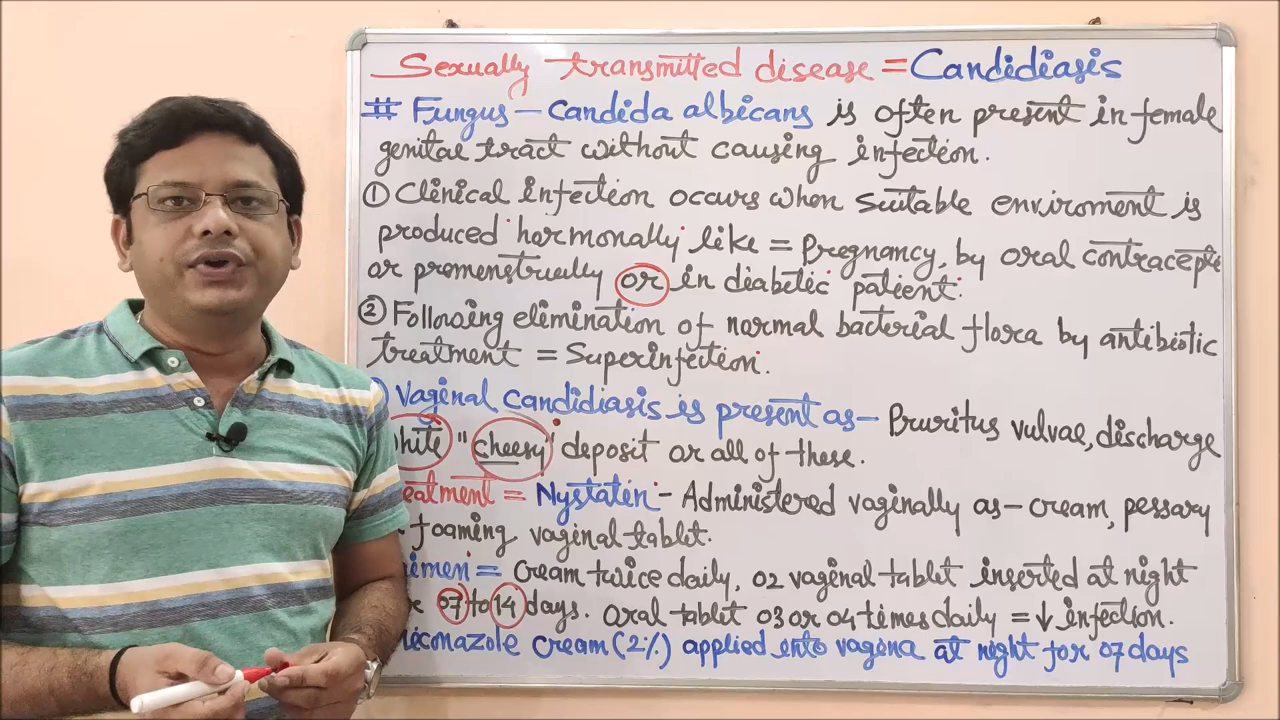 Sexually transmitted disease = Candidiasis
# Fungus - Candida albicans is often present in female
genital tract without causing infection.
① Clinical infection occurs when suitable enviroment is
produced hormonally like = Pregnancy, by oral contracepti
or premenstrually or in diabetic patient.
② Following elimination of normal bacterial flora by antibiotic
treatment = Superinfection.
) Vaginal candidiasis is present as - Pruritus vulvae, discharge
hite "cheesy" deposit or all of these.
eatment = Nystatin - Administered vaginally as - cream, pessary
foaming vaginal tablet.
imen = Cream twice daily, 02 vaginal tablet inserted at night
07 to 14 days. Oral tablet 03 or 04 times daily = ↓ infection.
iconazole cream (2%) applied into vagina at night for 07 days